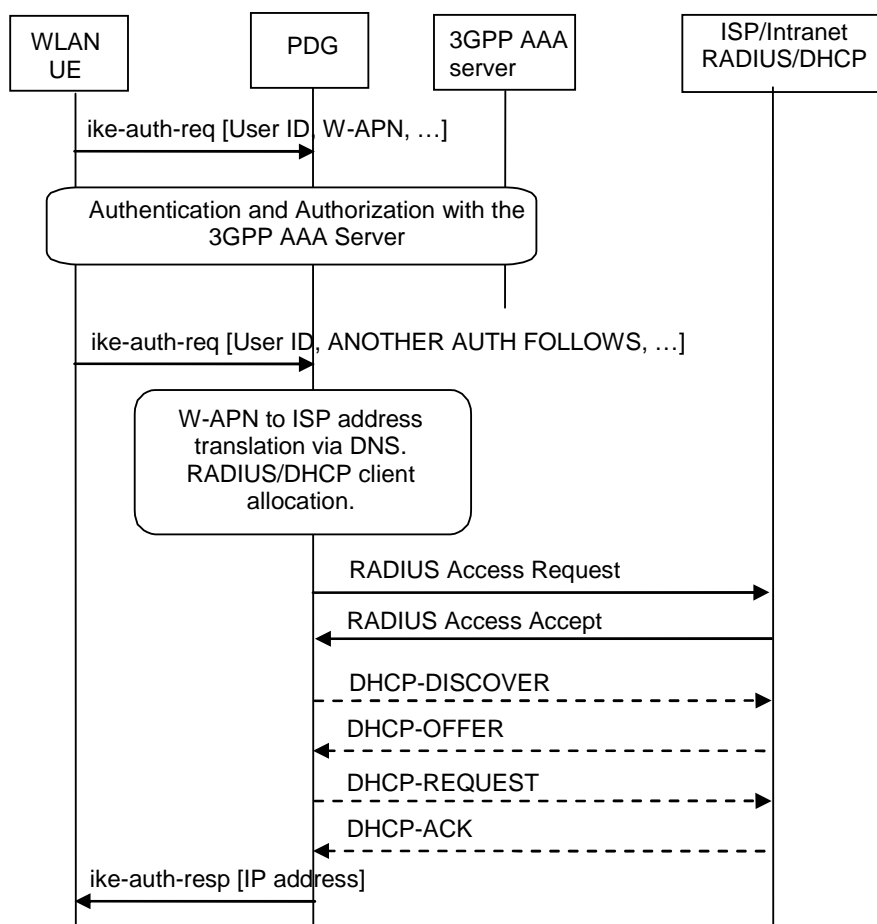 WLAN
UE
PDG
3GPP AAA
server
ISP/Intranet
RADIUS/DHCP
ike-auth-req [User ID, W-APN, …]
Authentication and Authorization with the
3GPP AAA Server
ike-auth-req [User ID, ANOTHER AUTH FOLLOWS, …]
W-APN to ISP address
translation via DNS.
RADIUS/DHCP client
allocation.
RADIUS Access Request
RADIUS Access Accept
DHCP-DISCOVER
DHCP-OFFER
DHCP-REQUEST
DHCP-ACK
ike-auth-resp [IP address]